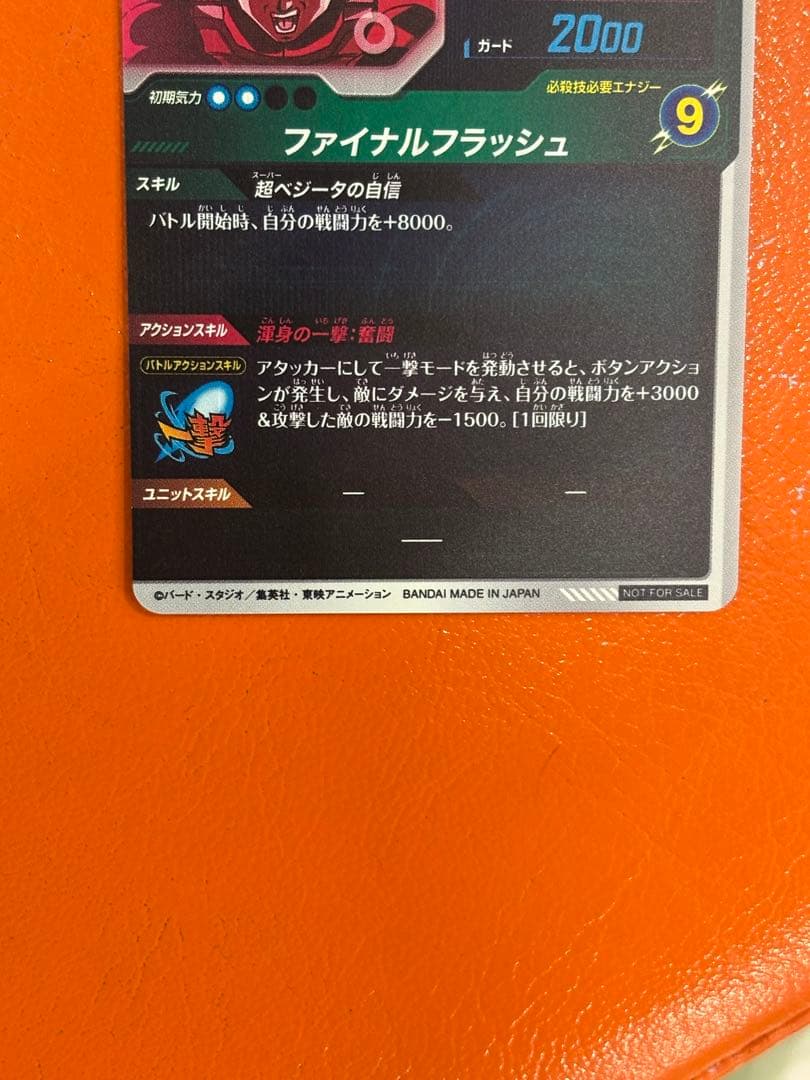 ガード 2000
初期気力
必殺技必要エナジー 9
ファイナルフラッシュ
スキル 超ベジータの自信
バトル開始時、自分の戦闘力を+8000。
アクションスキル 渾身の一撃:奮闘
バトルアクションスキル
一撃
アタッカーにして一撃モードを発動させると、ボタンアクショ
ンが発生し、敵にダメージを与え、自分の戦闘力を+3000
&攻撃した敵の戦闘力を−1500。[1回限り]
ユニットスキル — —
—
©バード・スタジオ/集英社・東映アニメーション BANDAI MADE IN JAPAN NOT FOR SALE